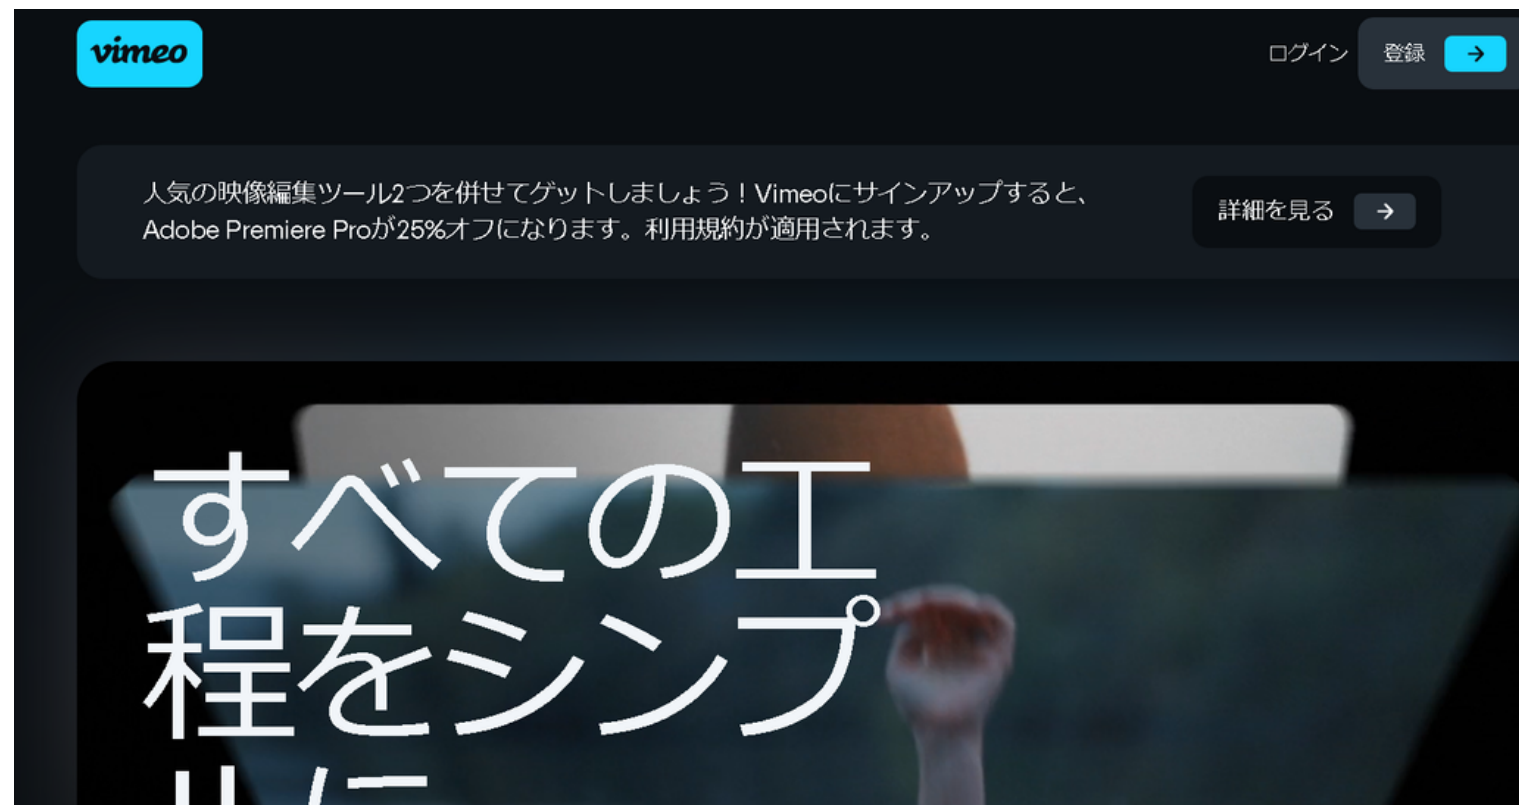 vimeo
ログイン
登録
人気の映像編集ツール2つを併せてゲットしましょう！Vimeoにサインアップすると、
Adobe Premiere Proが25%オフになります。利用規約が適用されます。
詳細を見る
すべての工
程をシンプ
ルに